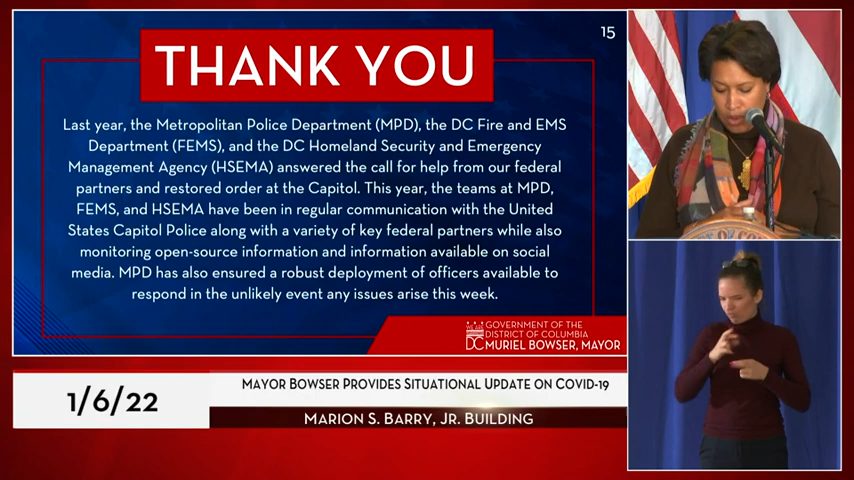 15
THANK YOU
Last year, the Metropolitan Police Department (MPD), the DC Fire and EMS
Department (FEMS), and the DC Homeland Security and Emergency
Management Agency (HSEMA) answered the call for help from our federal
partners and restored order at the Capitol. This year, the teams at MPD,
FEMS, and HSEMA have been in regular communication with the United
States Capitol Police along with a variety of key federal partners while also
monitoring open-source information and information available on social
media. MPD has also ensured a robust deployment of officers available to
respond in the unlikely event any issues arise this week.
WE ARE
DC
GOVERNMENT OF THE
DISTRICT OF COLUMBIA
MURIEL BOWSER, MAYOR
1/6/22
MAYOR BOWSER PROVIDES SITUATIONAL UPDATE ON COVID-19
MARION S. BARRY, JR. BUILDING